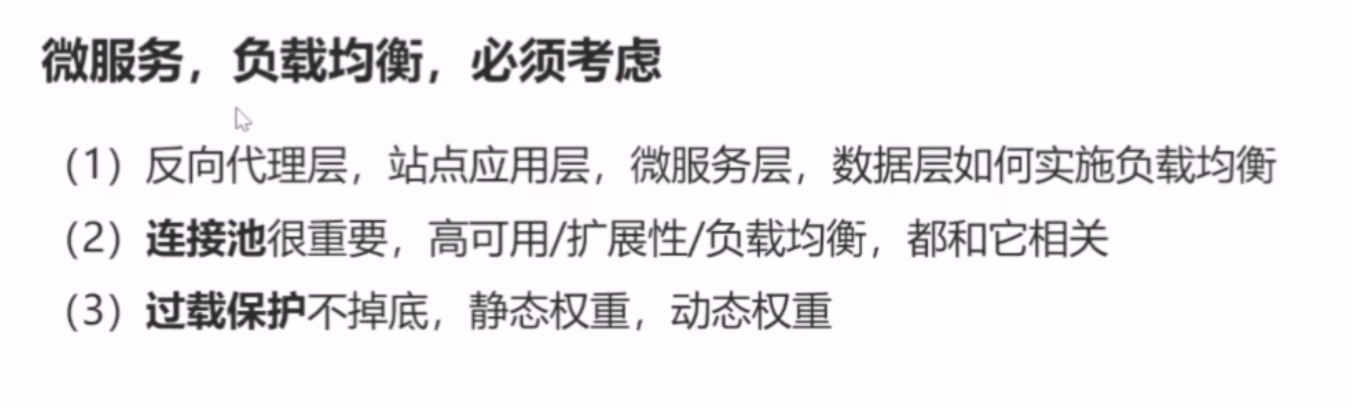 微服务，负载均衡，必须考虑
（1）反向代理层，站点应用层，微服务层，数据层如何实施负载均衡
（2）连接池很重要，高可用/扩展性/负载均衡，都和它相关
（3）过载保护不掉底，静态权重，动态权重